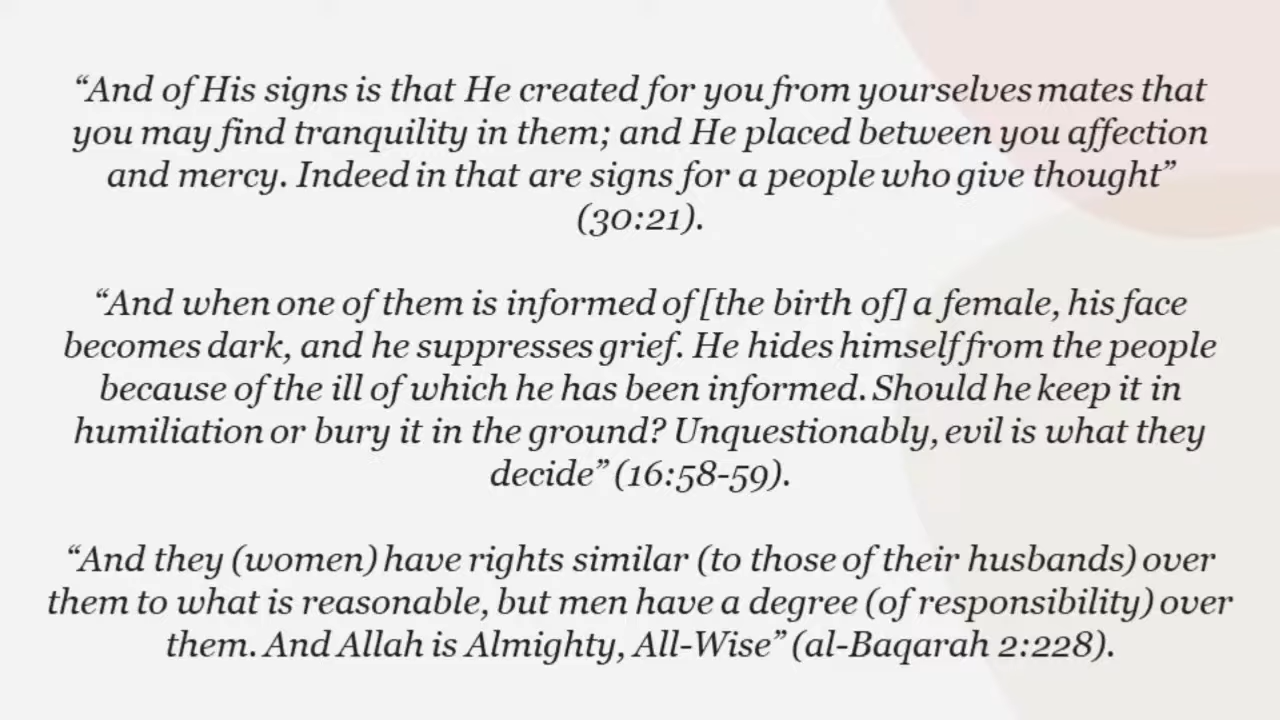 “And of His signs is that He created for you from yourselves mates that
you may find tranquility in them; and He placed between you affection
and mercy. Indeed in that are signs for a people who give thought”
(30:21).
“And when one of them is informed of [the birth of] a female, his face
becomes dark, and he suppresses grief. He hides himself from the people
because of the ill of which he has been informed. Should he keep it in
humiliation or bury it in the ground? Unquestionably, evil is what they
decide” (16:58-59).
“And they (women) have rights similar (to those of their husbands) over
them to what is reasonable, but men have a degree (of responsibility) over
them. And Allah is Almighty, All-Wise” (al-Baqarah 2:228).